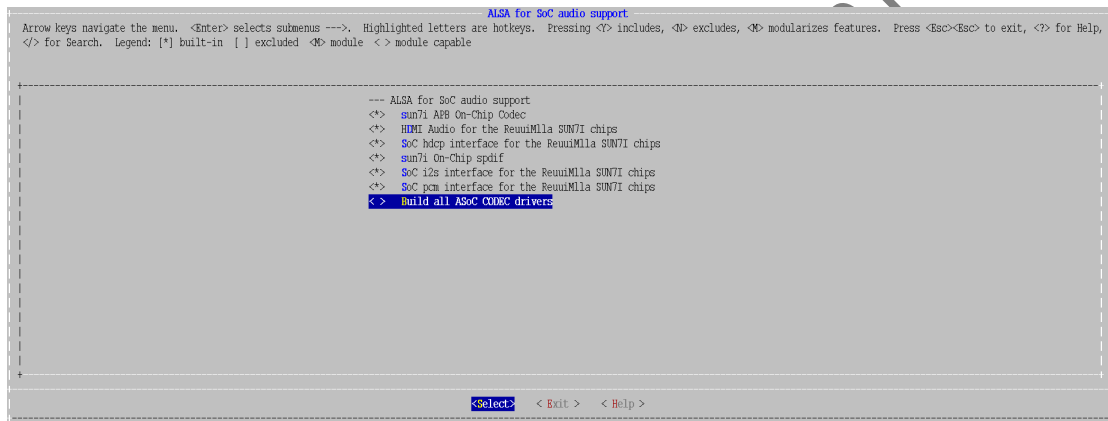 ALSA for SoC audio support
Arrow keys navigate the menu. <Enter> selects submenus --->. Highlighted letters are hotkeys. Pressing <Y> includes, <N> excludes, <M> modularizes features. Press <Esc><Esc> to exit, <?> for Help,
</> for Search. Legend: [*] built-in [ ] excluded <M> module < > module capable
--- ALSA for SoC audio support
<*> sun7i APB On-Chip Codec
<*> HDMI Audio for the ReuuiMlla SUN7I chips
<*> SoC hdcp interface for the ReuuiMlla SUN7I chips
<*> sun7i On-Chip spdif
<*> SoC i2s interface for the ReuuiMlla SUN7I chips
<*> SoC pcm interface for the ReuuiMlla SUN7I chips
< > Build all ASoC CODEC drivers
<Select> < Exit > < Help >